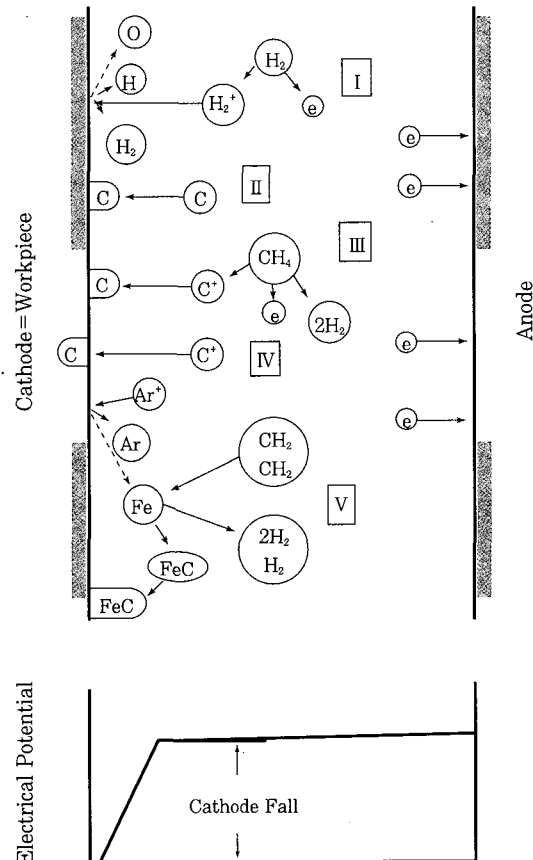 O
H₂
I
H
H₂⁺
e
H₂
e
II
C
C
e
III
CH₄
C
C⁺
e
2H₂
IV
C
C⁺
e
Ar⁺
e
Ar
CH₂
CH₂
V
Fe
2H₂
H₂
FeC
FeC
Cathode=Workpiece
Anode
Electrical Potential
Cathode Fall